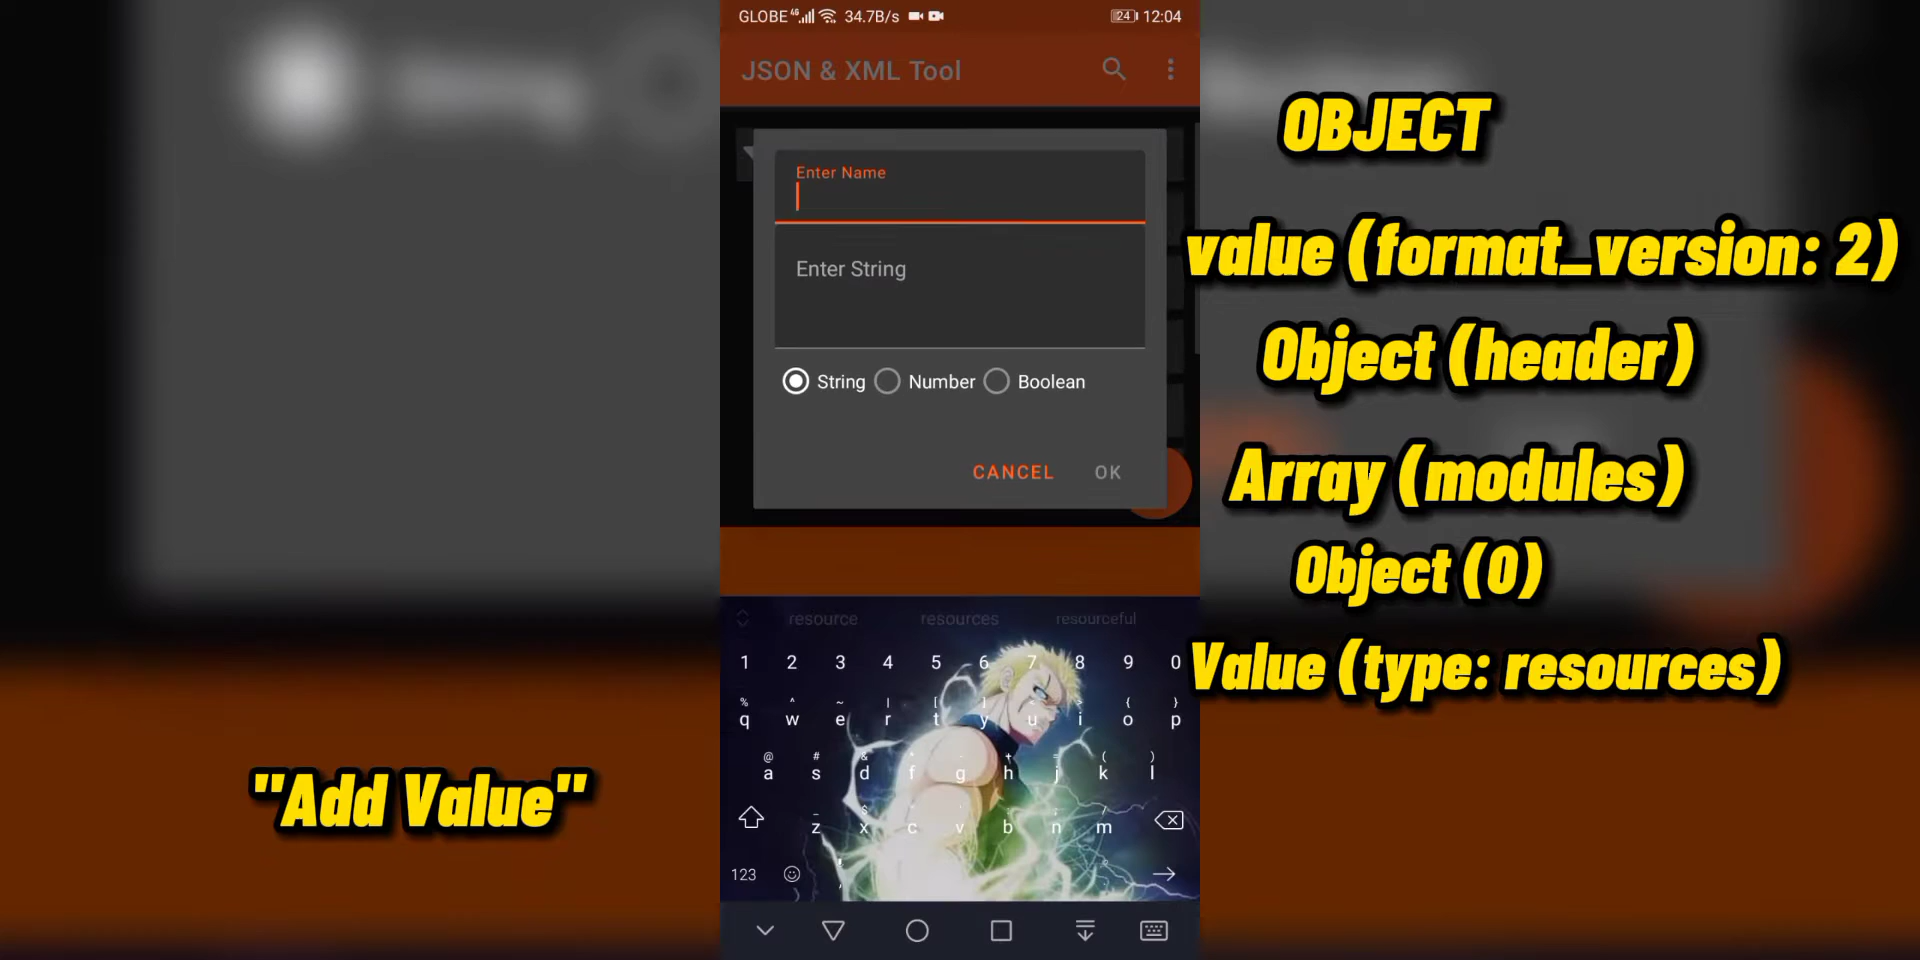 GLOBE 4G 34.7B/s 24 12:04
JSON & XML Tool
Enter Name
Enter String
String Number Boolean
CANCEL OK
resource resources resourceful
1 2 3 4 5 6 7 8 9 0
q w e r t y u i o p
a s d f g h j k l
z x c v b n m
123
OBJECT
value (format_version: 2)
Object (header)
Array (modules)
Object (0)
Value (type: resources)
"Add Value"